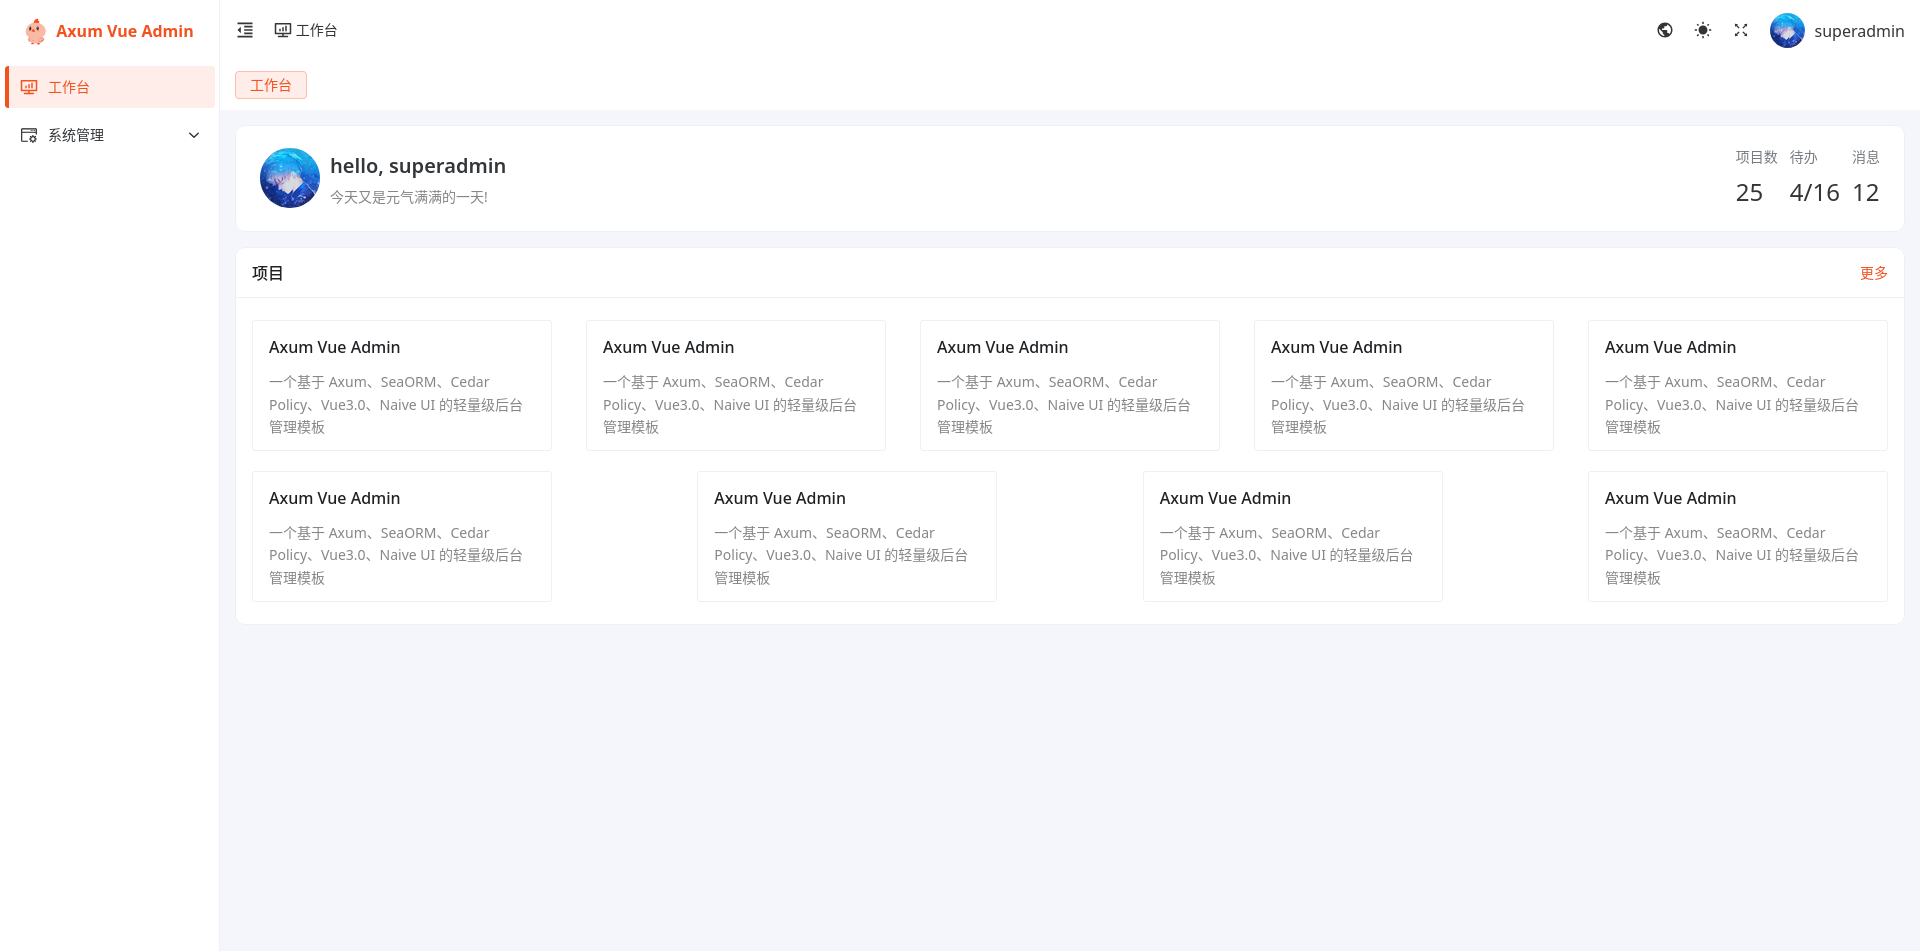 Axum Vue Admin
工作台
系统管理
工作台
superadmin
工作台
hello, superadmin
今天又是元气满满的一天!
项目数 待办 消息
25 4/16 12
项目
更多
Axum Vue Admin
一个基于 Axum、SeaORM、Cedar
Policy、Vue3.0、Naive UI 的轻量级后台
管理模板
Axum Vue Admin
一个基于 Axum、SeaORM、Cedar
Policy、Vue3.0、Naive UI 的轻量级后台
管理模板
Axum Vue Admin
一个基于 Axum、SeaORM、Cedar
Policy、Vue3.0、Naive UI 的轻量级后台
管理模板
Axum Vue Admin
一个基于 Axum、SeaORM、Cedar
Policy、Vue3.0、Naive UI 的轻量级后台
管理模板
Axum Vue Admin
一个基于 Axum、SeaORM、Cedar
Policy、Vue3.0、Naive UI 的轻量级后台
管理模板
Axum Vue Admin
一个基于 Axum、SeaORM、Cedar
Policy、Vue3.0、Naive UI 的轻量级后台
管理模板
Axum Vue Admin
一个基于 Axum、SeaORM、Cedar
Policy、Vue3.0、Naive UI 的轻量级后台
管理模板
Axum Vue Admin
一个基于 Axum、SeaORM、Cedar
Policy、Vue3.0、Naive UI 的轻量级后台
管理模板
Axum Vue Admin
一个基于 Axum、SeaORM、Cedar
Policy、Vue3.0、Naive UI 的轻量级后台
管理模板